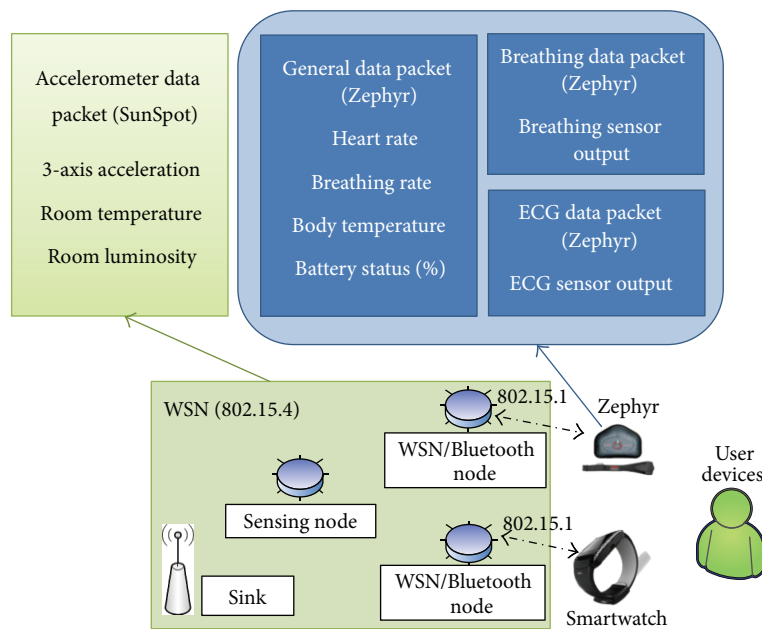 Accelerometer data
packet (SunSpot)
3-axis acceleration
Room temperature
Room luminosity
General data packet
(Zephyr)
Heart rate
Breathing rate
Body temperature
Battery status (%)
Breathing data packet
(Zephyr)
Breathing sensor
output
ECG data packet
(Zephyr)
ECG sensor output
WSN (802.15.4)
802.15.1
WSN/Bluetooth
node
Zephyr
User
devices
Sensing node
802.15.1
WSN/Bluetooth
node
Sink
Smartwatch